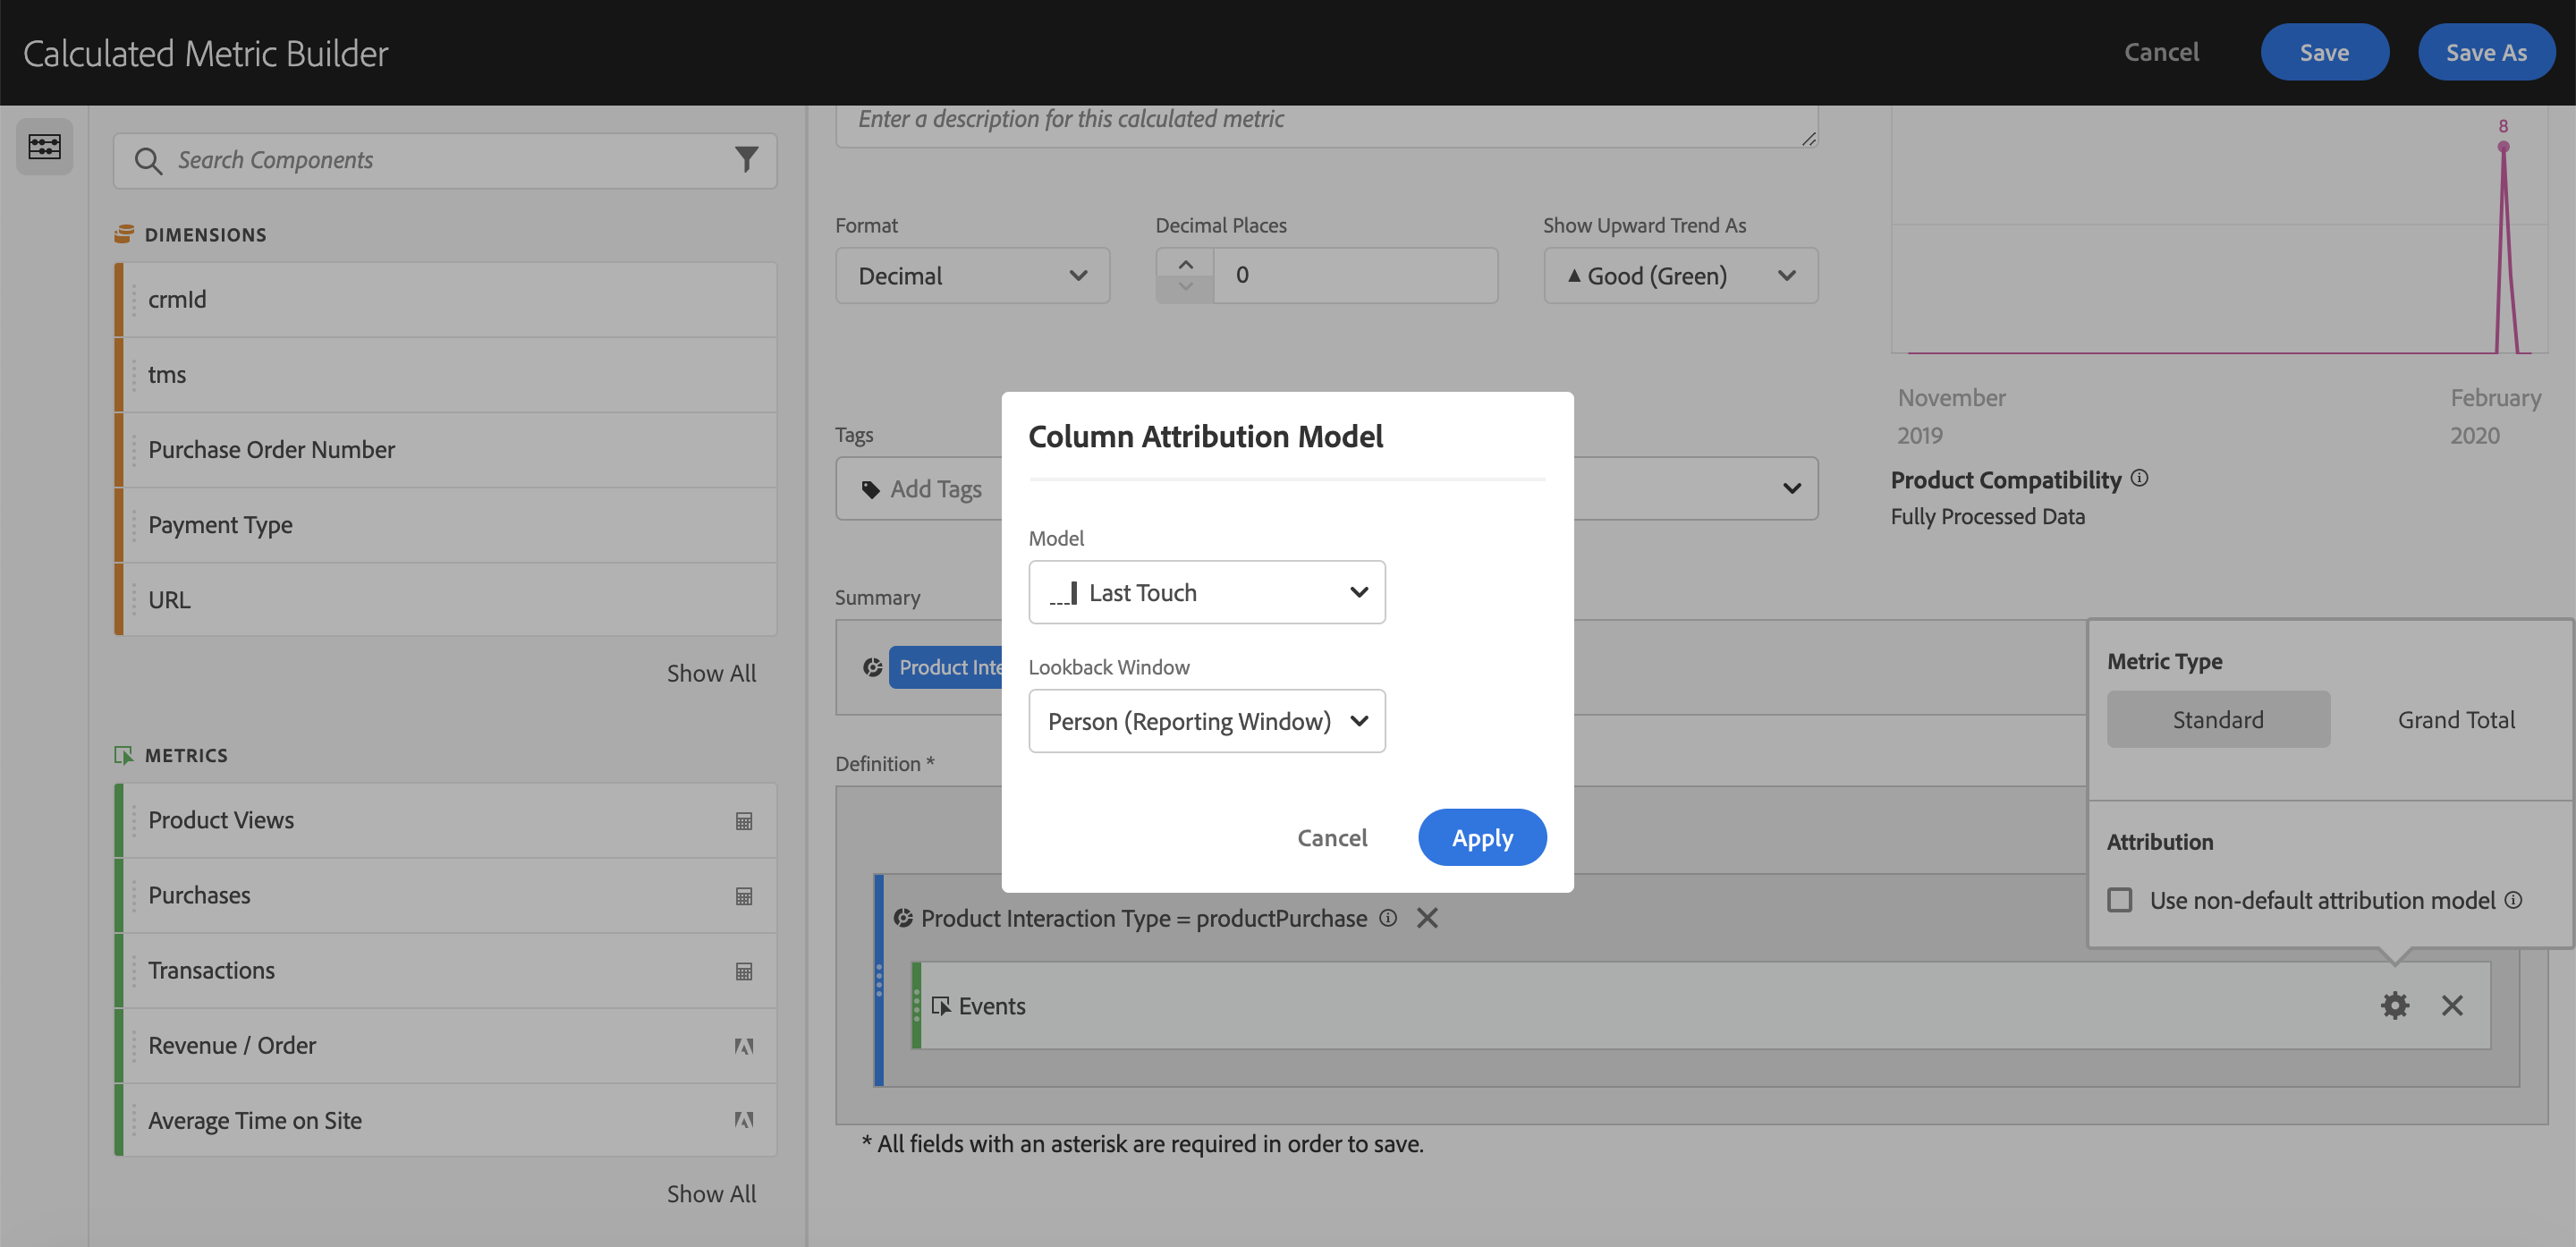 Calculated Metric Builder
Cancel
Save
Save As
Search Components
DIMENSIONS
crmId
tms
Purchase Order Number
Payment Type
URL
Show All
METRICS
Product Views
Purchases
Transactions
Revenue / Order
Average Time on Site
Show All
Enter a description for this calculated metric
Format
Decimal
Decimal Places
0
Show Upward Trend As
▲ Good (Green)
Tags
Add Tags
Summary
Product Inte
Definition *
Product Interaction Type = productPurchase
Events
* All fields with an asterisk are required in order to save.
Column Attribution Model
Model
Last Touch
Lookback Window
Person (Reporting Window)
Cancel
Apply
8
November
2019
February
2020
Product Compatibility
Fully Processed Data
Metric Type
Standard
Grand Total
Attribution
Use non-default attribution model